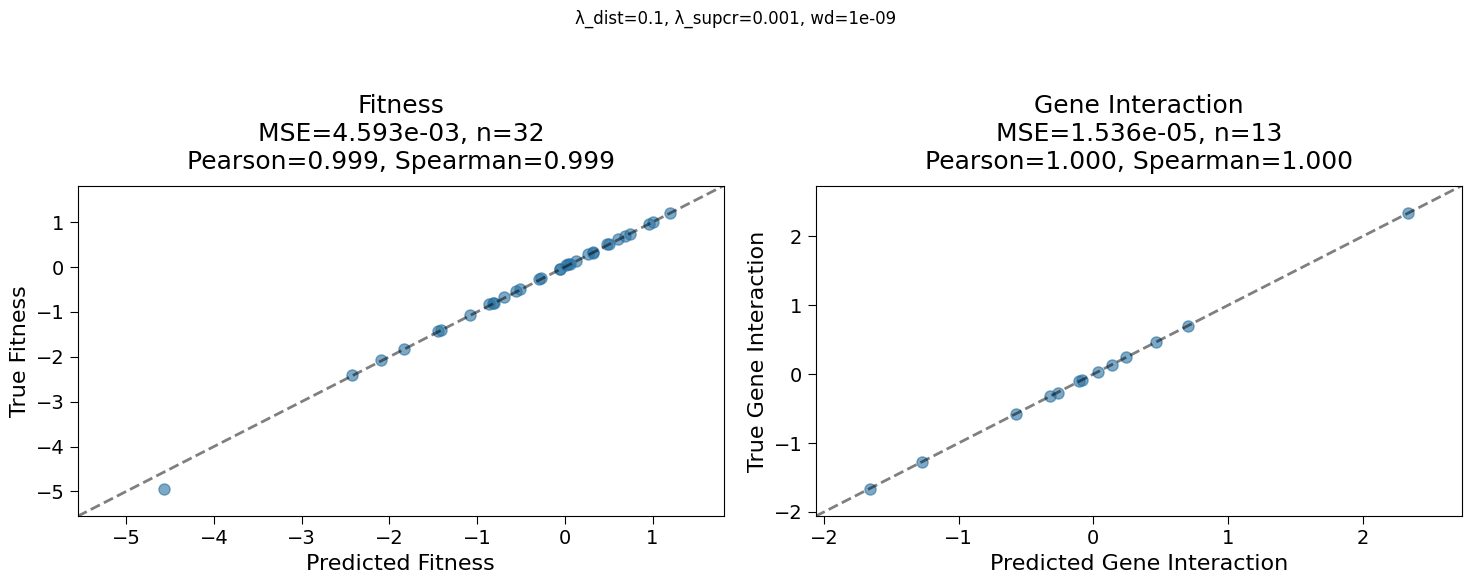 λ_dist=0.1, λ_supcr=0.001, wd=1e-09
Fitness
MSE=4.593e-03, n=32
Pearson=0.999, Spearman=0.999
1
0
−1
−2
−3
−4
−5
True Fitness
−5
−4
−3
−2
−1
0
1
Predicted Fitness
Gene Interaction
MSE=1.536e-05, n=13
Pearson=1.000, Spearman=1.000
2
1
0
−1
−2
True Gene Interaction
−2
−1
0
1
2
Predicted Gene Interaction